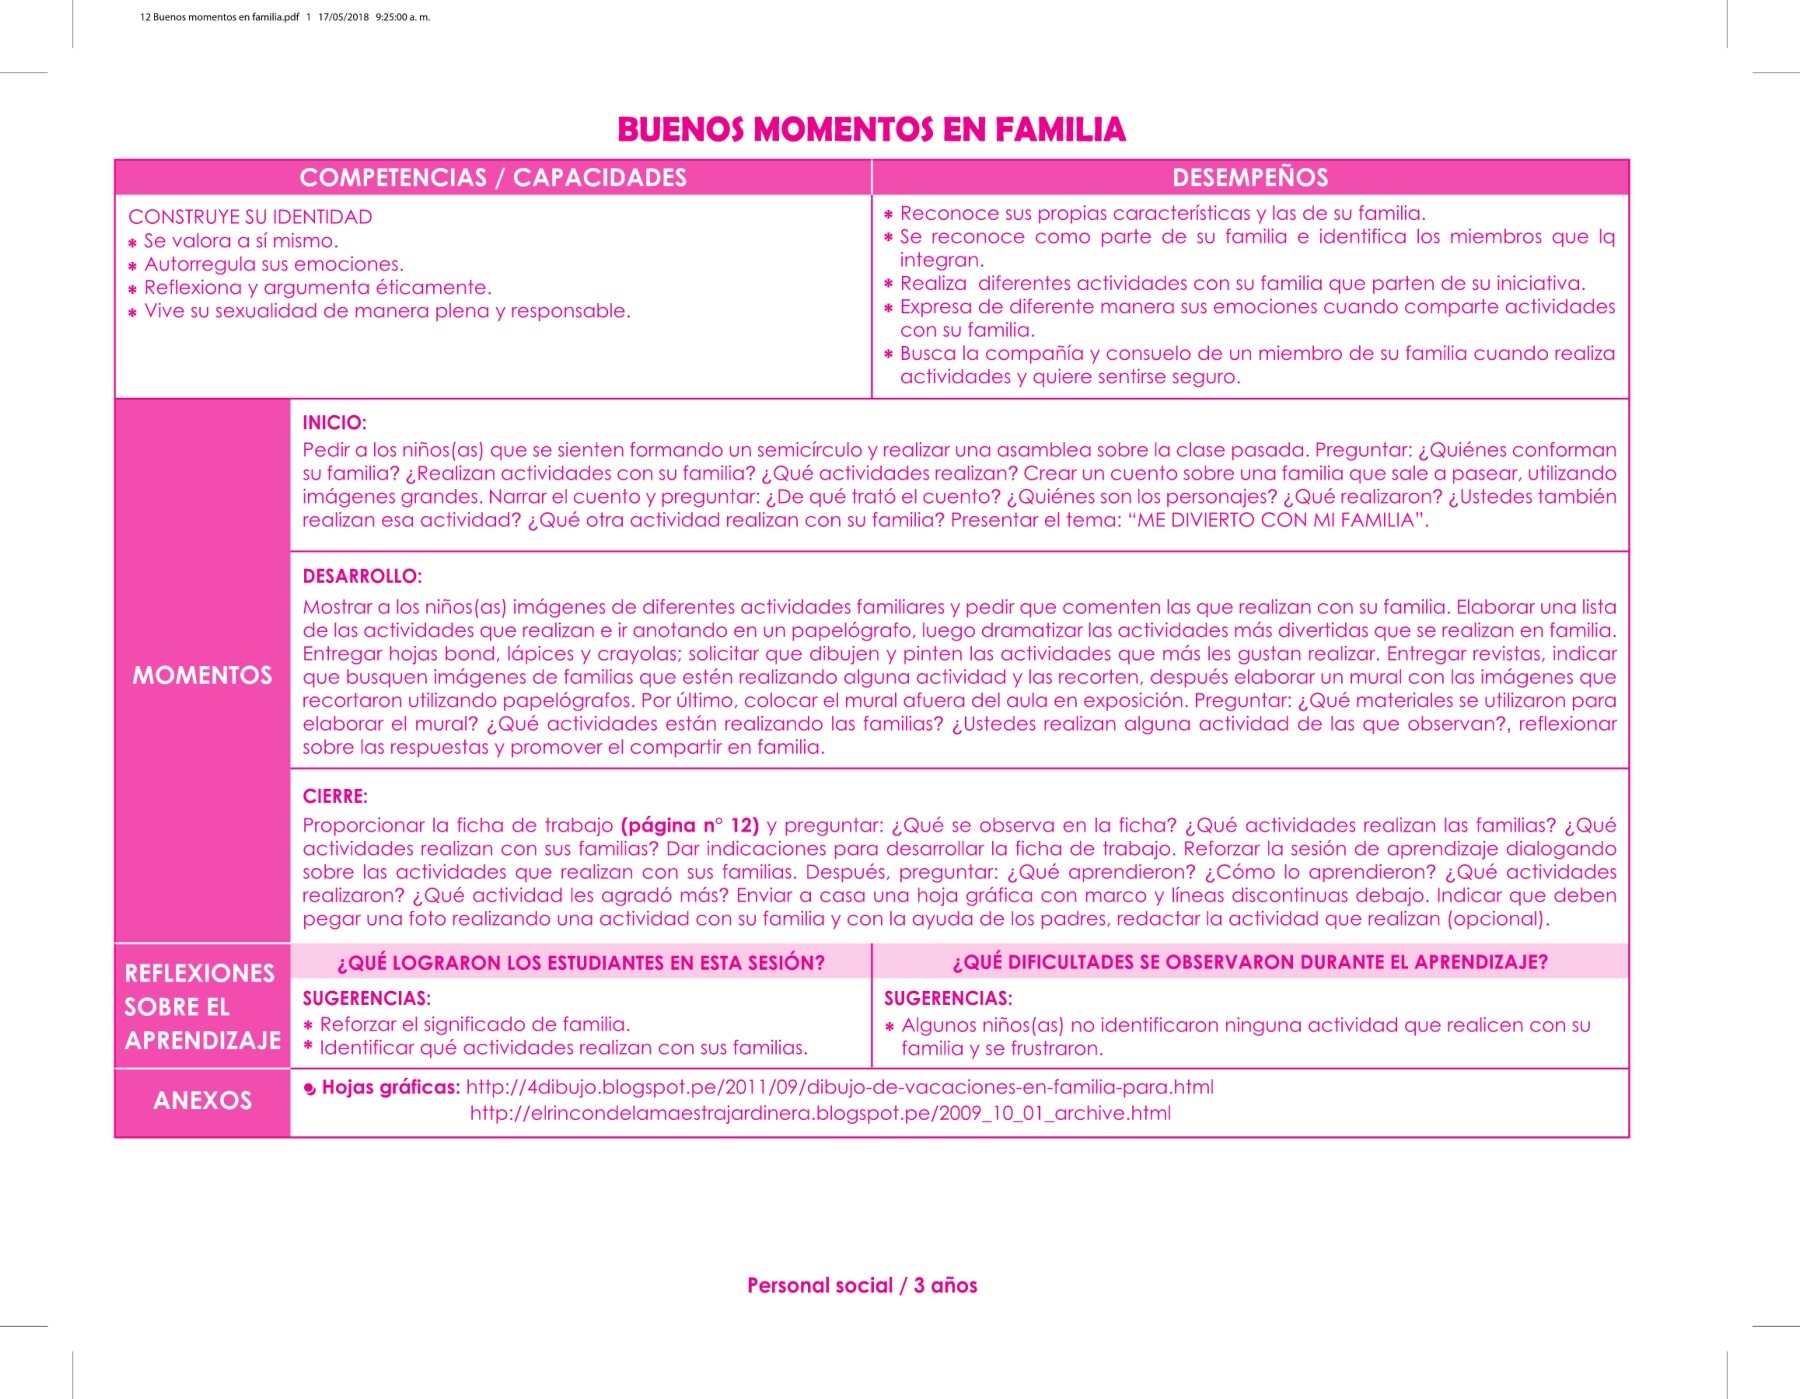 12 Buenos momentos en familia.pdf 1 17/05/2018 9:25:00 a. m.
BUENOS MOMENTOS EN FAMILIA
COMPETENCIAS / CAPACIDADES
DESEMPEÑOS
CONSTRUYE SU IDENTIDAD
* Se valora a sí mismo.
* Autorregula sus emociones.
* Reflexiona y argumenta éticamente.
* Vive su sexualidad de manera plena y responsable.
* Reconoce sus propias características y las de su familia.
* Se reconoce como parte de su familia e identifica los miembros que lq
integran.
* Realiza diferentes actividades con su familia que parten de su iniciativa.
* Expresa de diferente manera sus emociones cuando comparte actividades
con su familia.
* Busca la compañía y consuelo de un miembro de su familia cuando realiza
actividades y quiere sentirse seguro.
MOMENTOS
INICIO:
Pedir a los niños(as) que se sienten formando un semicírculo y realizar una asamblea sobre la clase pasada. Preguntar: ¿Quiénes conforman
su familia? ¿Realizan actividades con su familia? ¿Qué actividades realizan? Crear un cuento sobre una familia que sale a pasear, utilizando
imágenes grandes. Narrar el cuento y preguntar: ¿De qué trató el cuento? ¿Quiénes son los personajes? ¿Qué realizaron? ¿Ustedes también
realizan esa actividad? ¿Qué otra actividad realizan con su familia? Presentar el tema: “ME DIVIERTO CON MI FAMILIA”.
DESARROLLO:
Mostrar a los niños(as) imágenes de diferentes actividades familiares y pedir que comenten las que realizan con su familia. Elaborar una lista
de las actividades que realizan e ir anotando en un papelógrafo, luego dramatizar las actividades más divertidas que se realizan en familia.
Entregar hojas bond, lápices y crayolas; solicitar que dibujen y pinten las actividades que más les gustan realizar. Entregar revistas, indicar
que busquen imágenes de familias que estén realizando alguna actividad y las recorten, después elaborar un mural con las imágenes que
recortaron utilizando papelógrafos. Por último, colocar el mural afuera del aula en exposición. Preguntar: ¿Qué materiales se utilizaron para
elaborar el mural? ¿Qué actividades están realizando las familias? ¿Ustedes realizan alguna actividad de las que observan?, reflexionar
sobre las respuestas y promover el compartir en familia.
CIERRE:
Proporcionar la ficha de trabajo (página n° 12) y preguntar: ¿Qué se observa en la ficha? ¿Qué actividades realizan las familias? ¿Qué
actividades realizan con sus familias? Dar indicaciones para desarrollar la ficha de trabajo. Reforzar la sesión de aprendizaje dialogando
sobre las actividades que realizan con sus familias. Después, preguntar: ¿Qué aprendieron? ¿Cómo lo aprendieron? ¿Qué actividades
realizaron? ¿Qué actividad les agradó más? Enviar a casa una hoja gráfica con marco y líneas discontinuas debajo. Indicar que deben
pegar una foto realizando una actividad con su familia y con la ayuda de los padres, redactar la actividad que realizan (opcional).
REFLEXIONES
SOBRE EL
APRENDIZAJE
¿QUÉ LOGRARON LOS ESTUDIANTES EN ESTA SESIÓN?
SUGERENCIAS:
* Reforzar el significado de familia.
* Identificar qué actividades realizan con sus familias.
¿QUÉ DIFICULTADES SE OBSERVARON DURANTE EL APRENDIZAJE?
SUGERENCIAS:
* Algunos niños(as) no identificaron ninguna actividad que realicen con su
familia y se frustraron.
ANEXOS
Hojas gráficas: http://4dibujo.blogspot.pe/2011/09/dibujo-de-vacaciones-en-familia-para.html
http://elrincondelamaestrajardinera.blogspot.pe/2009_10_01_archive.html
Personal social / 3 años